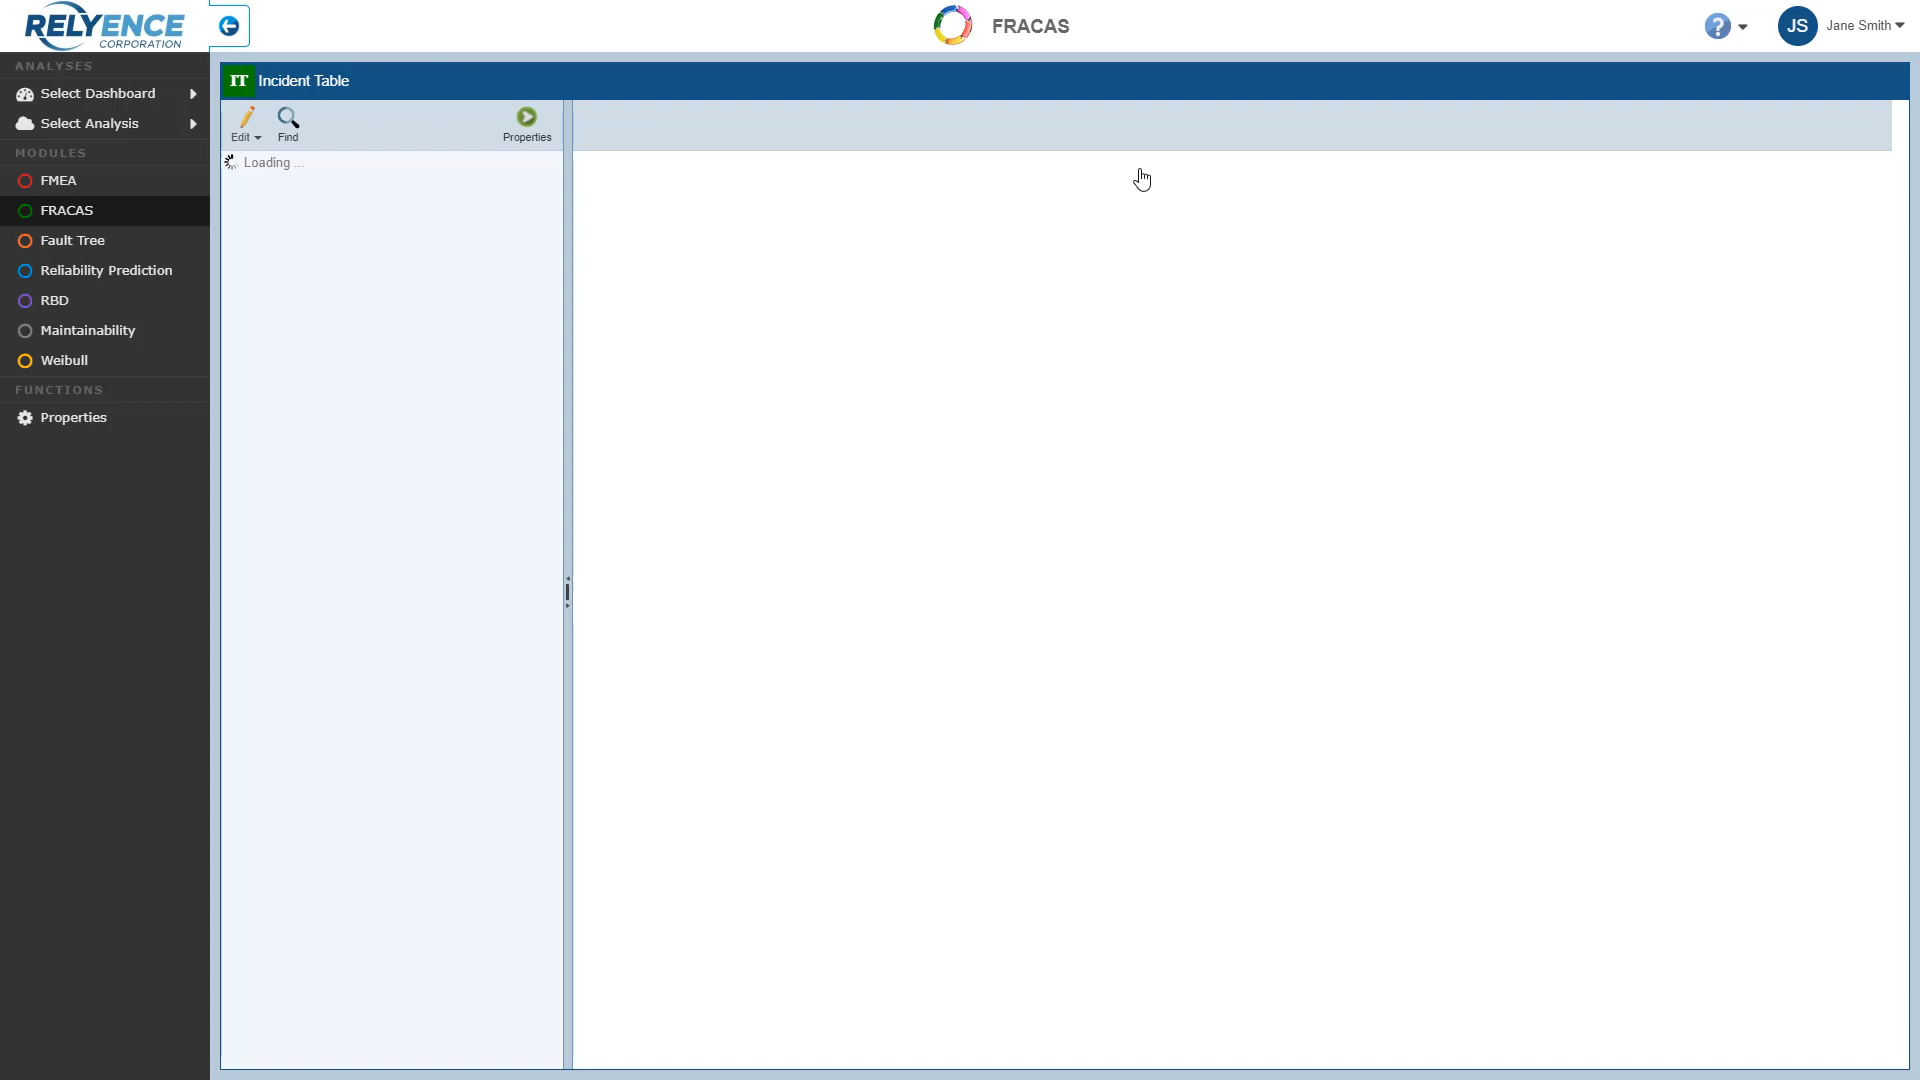 RELYENCE
CORPORATION
FRACAS
?
JS
Jane Smith
ANALYSES
Select Dashboard
Select Analysis
MODULES
FMEA
FRACAS
Fault Tree
Reliability Prediction
RBD
Maintainability
Weibull
FUNCTIONS
Properties
IT Incident Table
Edit
Find
Properties
Loading ...